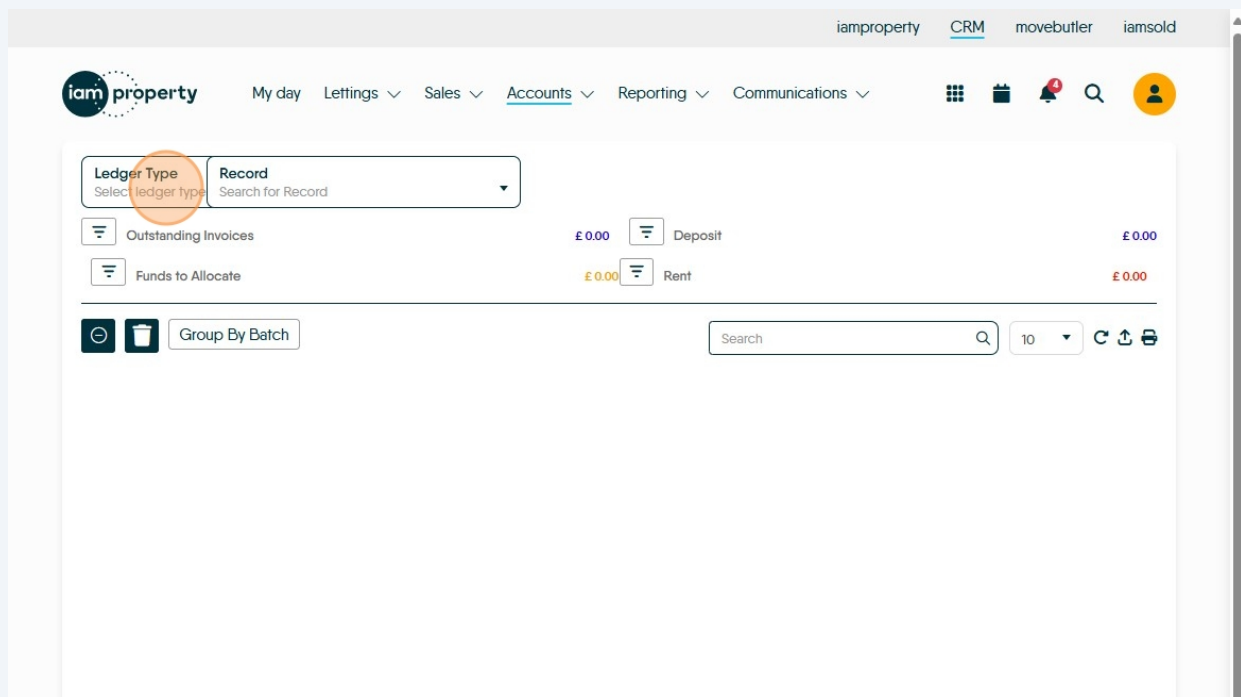 iamproperty CRM movebutler iamsold
iam property My day Lettings Sales Accounts Reporting Communications 4
Ledger Type Record
Select ledger type Search for Record
Outstanding Invoices £ 0.00 Deposit £ 0.00
Funds to Allocate £ 0.00 Rent £ 0.00
Group By Batch Search 10